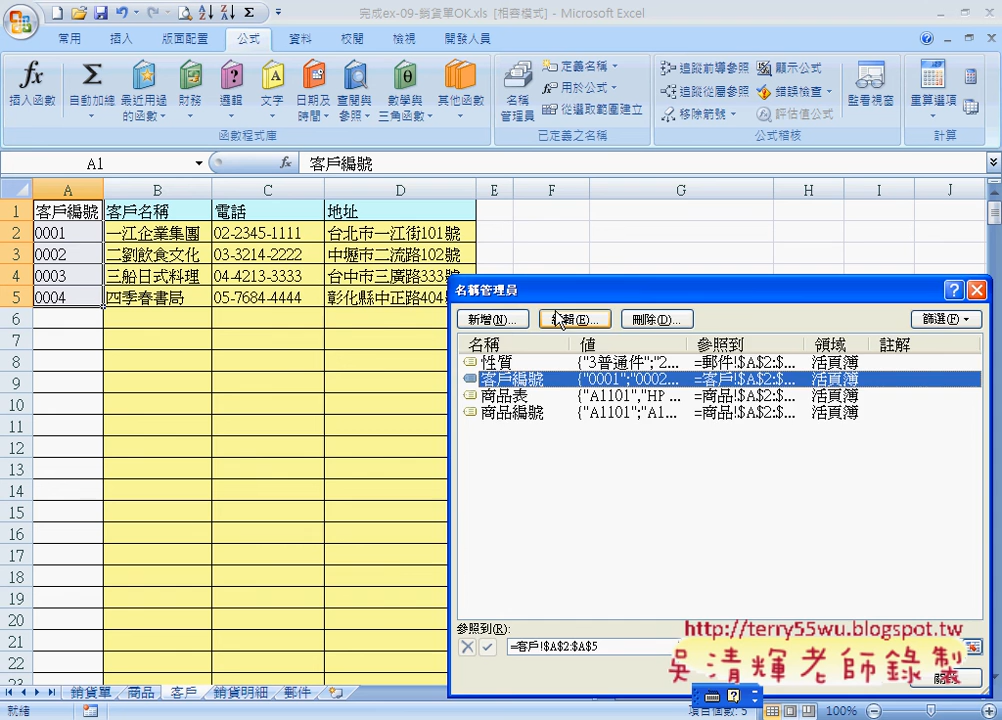 完成ex-09-銷貨單OK.xls [相容模式] - Microsoft Excel
常用 插入 版面配置 公式 資料 校閱 檢視 開發人員
插入函數 自動加總 最近用過的函數 財務 邏輯 文字 日期及時間 查閱與參照 數學與三角函數 其他函數
函數程式庫
名稱管理員 定義名稱 用於公式 從選取範圍建立
已定義之名稱
追蹤前導參照 追蹤從屬參照 移除箭號 顯示公式 錯誤檢查 評估值公式
公式稽核
監看視窗 重算選項
計算
A1 fx 客戶編號
A B C D E F G H I J
1 客戶編號 客戶名稱 電話 地址
2 0001 一江企業集團 02-2345-1111 台北市一江街101號
3 0002 二劉飲食文化 03-3214-2222 中壢市二流路102號
4 0003 三船日式料理 04-4213-3333 台中市三廣路333號
5 0004 四季春書局 05-7684-4444 彰化縣中正路404
6
7
8
9
10
11
12
13
14
15
16
17
18
19
20
21
22
23
名稱管理員
新增(N)... 編輯(E)... 刪除(D)... 篩選(F)
名稱 值 參照到 領域 註解
性質 {"3普通件";"2... =郵件!$A$2:$... 活頁簿
客戶編號 {"0001";"0002... =客戶!$A$2:$... 活頁簿
商品表 {"A1101","HP ... =商品!$A$2:$... 活頁簿
商品編號 {"A1101";"A1... =商品!$A$2:$... 活頁簿
參照到(R):
=客戶!$A$2:$A$5
http://terry55wu.blogspot.tw
吳清輝老師錄製
銷貨單 商品 客戶 銷貨明細 郵件
就緒 項目個數: 5 100%